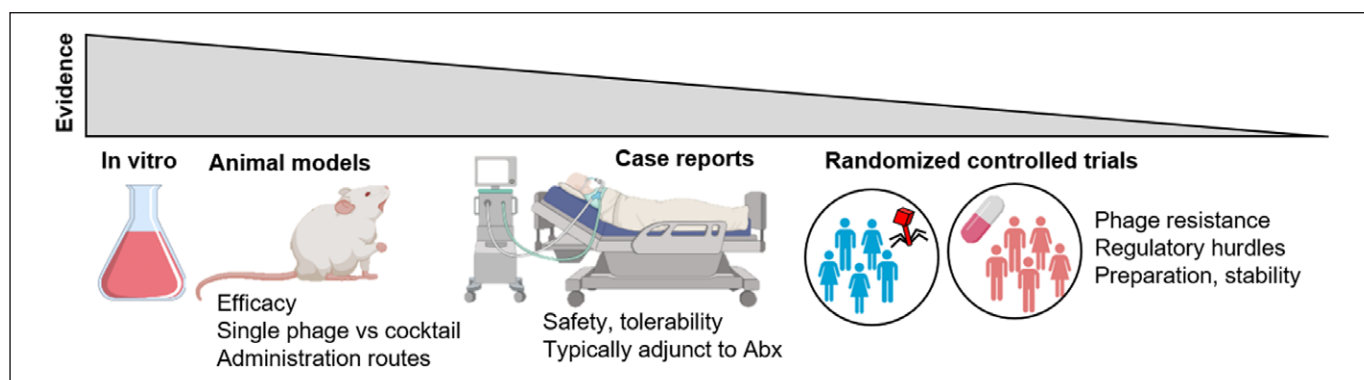 Evidence
In vitro
Animal models
Efficacy
Single phage vs cocktail
Administration routes
Case reports
Safety, tolerability
Typically adjunct to Abx
Randomized controlled trials
Phage resistance
Regulatory hurdles
Preparation, stability